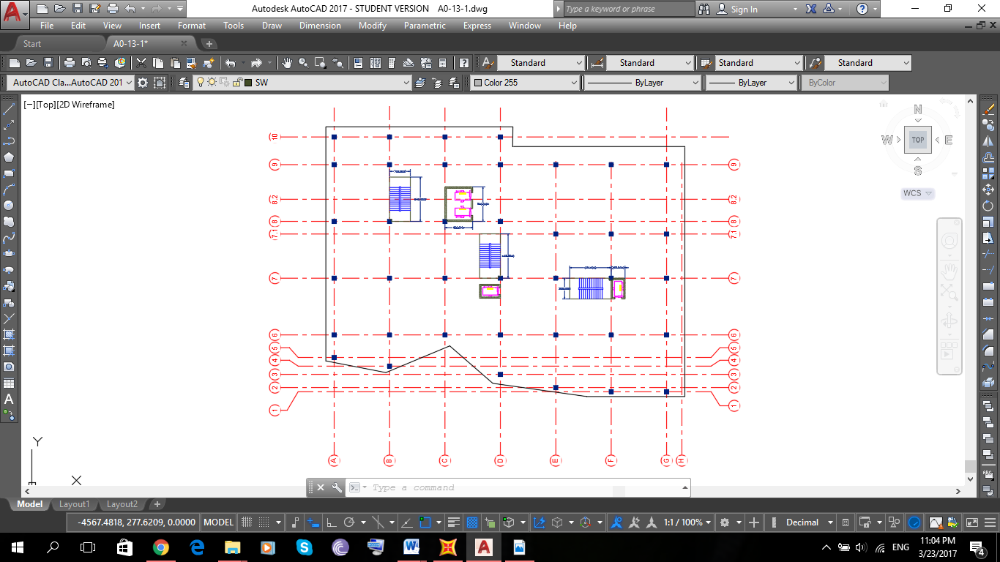 Autodesk AutoCAD 2017 - STUDENT VERSION A0-13-1.dwg
Type a keyword or phrase
Sign In
File Edit View Insert Format Tools Draw Dimension Modify Parametric Express Window Help
Start
A0-13-1*
Standard Standard Standard Standard
AutoCAD Cla...AutoCAD 201
SW
Color 255
ByLayer
ByLayer
ByColor
[−][Top][2D Wireframe]
N
W TOP E
S
WCS
10
9 9
8.2 8.2
8 8
7.1 7.1
7 7
6 6
5 5
4 4
3 3
2 2
1 1
A B C D E F G H
Y
X
Type a command
Model Layout1 Layout2
-4567.4818, 277.6209, 0.0000 MODEL
1:1 / 100%
Decimal
ENG
11:04 PM
3/23/2017
4